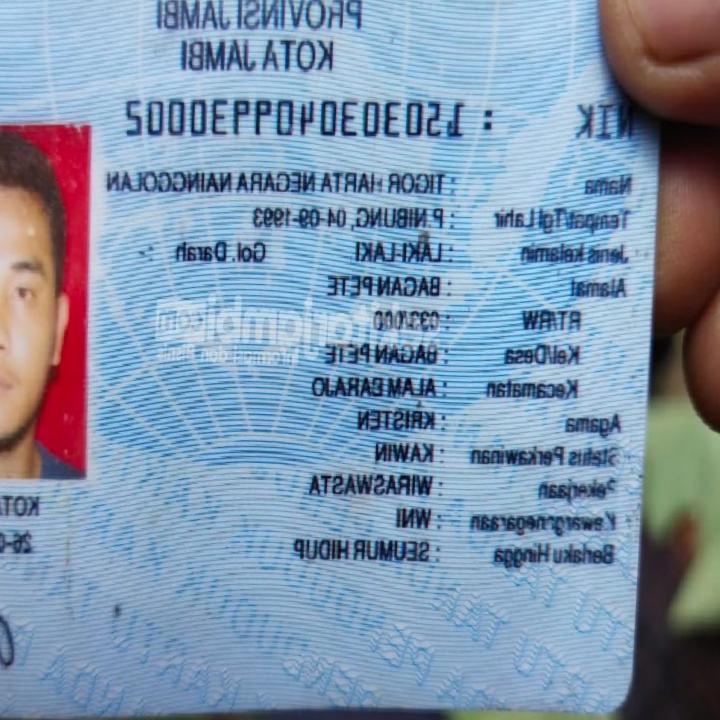 PROVINSI JAMBI
KOTA JAMBI
NIK : 1503030409930005
Nama : TIGOR HARTA NEGARA NAINGGOLAN
Tempat/Tgl Lahir : P NIBUNG, 04-09-1993
Jenis kelamin : LAKI-LAKI Gol. Darah :-
Alamat : BAGAN PETE
RT/RW : 033/000
Kel/Desa : BAGAN PETE
Kecamatan : ALAM BARAJO
Agama : KRISTEN
Status Perkawinan : KAWIN
Pekerjaan : WIRASWASTA
Kewarganegaraan : WNI
Berlaku Hingga : SEUMUR HIDUP
KOTA
26-0